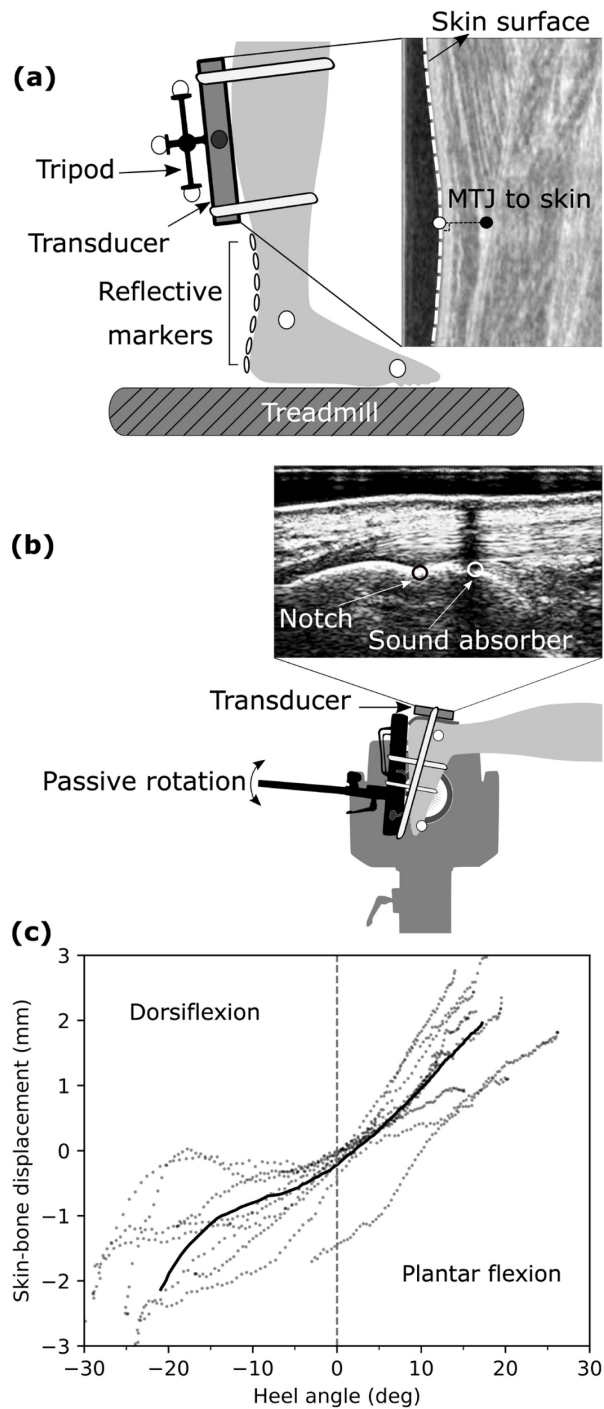 (a)
Skin surface
MTJ to skin
Tripod
Transducer
Reflective
markers
Treadmill
(b)
Notch
Sound absorber
Transducer
Passive rotation
(c)
3
2
1
0
−1
−2
−3
Skin-bone displacement (mm)
Dorsiflexion
Plantar flexion
−30
−20
−10
0
10
20
30
Heel angle (deg)